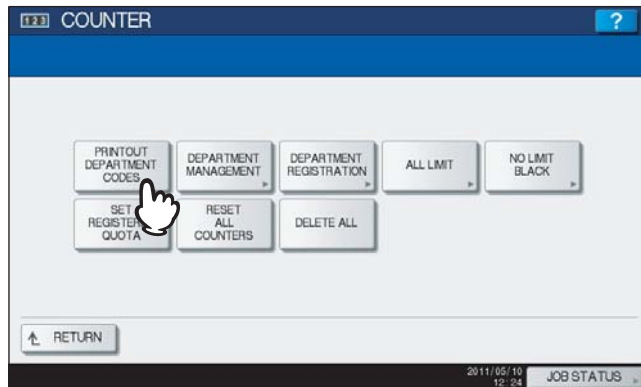 123 COUNTER
?
PRINTOUT
DEPARTMENT
CODES
DEPARTMENT
MANAGEMENT
DEPARTMENT
REGISTRATION
ALL LIMIT
NO LIMIT
BLACK
SET
REGISTER
QUOTA
RESET
ALL
COUNTERS
DELETE ALL
RETURN
2011/05/10
12:24
JOB STATUS